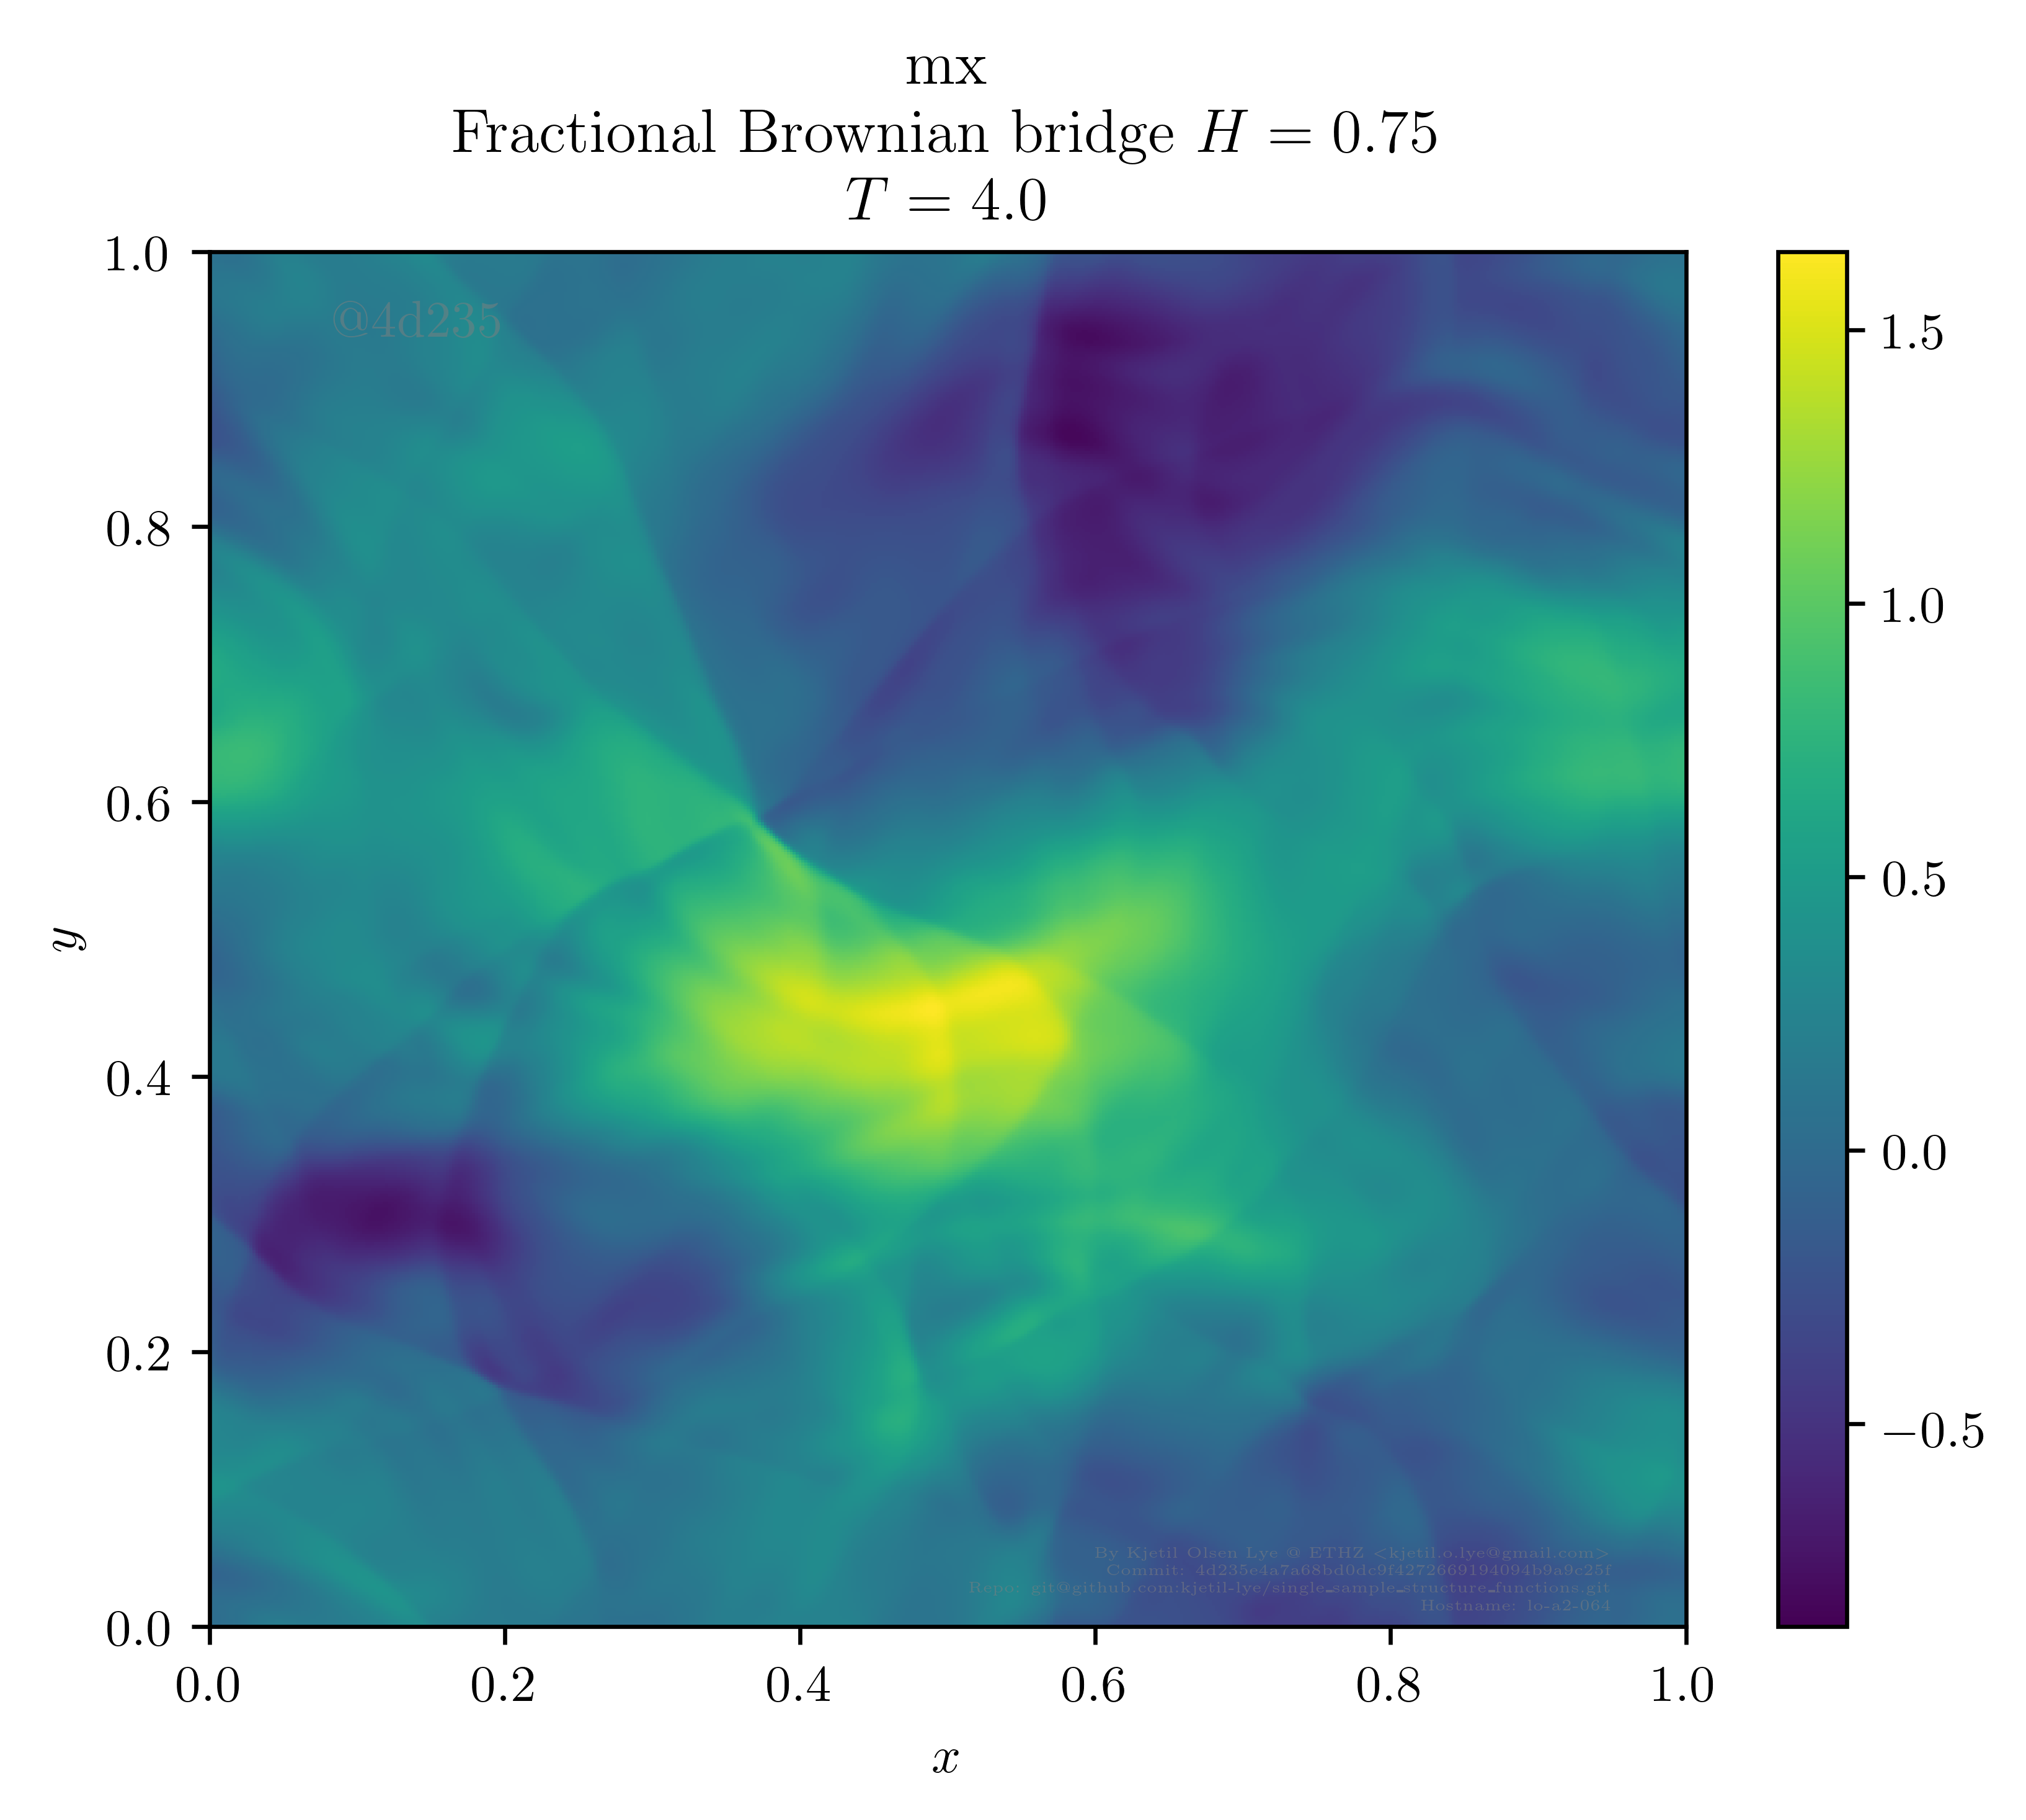 mx
Fractional Brownian bridge H = 0.75
T = 4.0
@4d235
1.0
0.8
0.6
0.4
0.2
0.0
y
0.0 0.2 0.4 0.6 0.8 1.0
x
1.5
1.0
0.5
0.0
−0.5
By Kjetil Olsen Lye @ ETHZ <kjetil.o.lye@gmail.com>
Commit: 4d235e4a7a68bd0dc9f4272669194094b9a9c25f
Repo: git@github.com:kjetil-lye/single_sample_structure_functions.git
Hostname: lo-a2-064